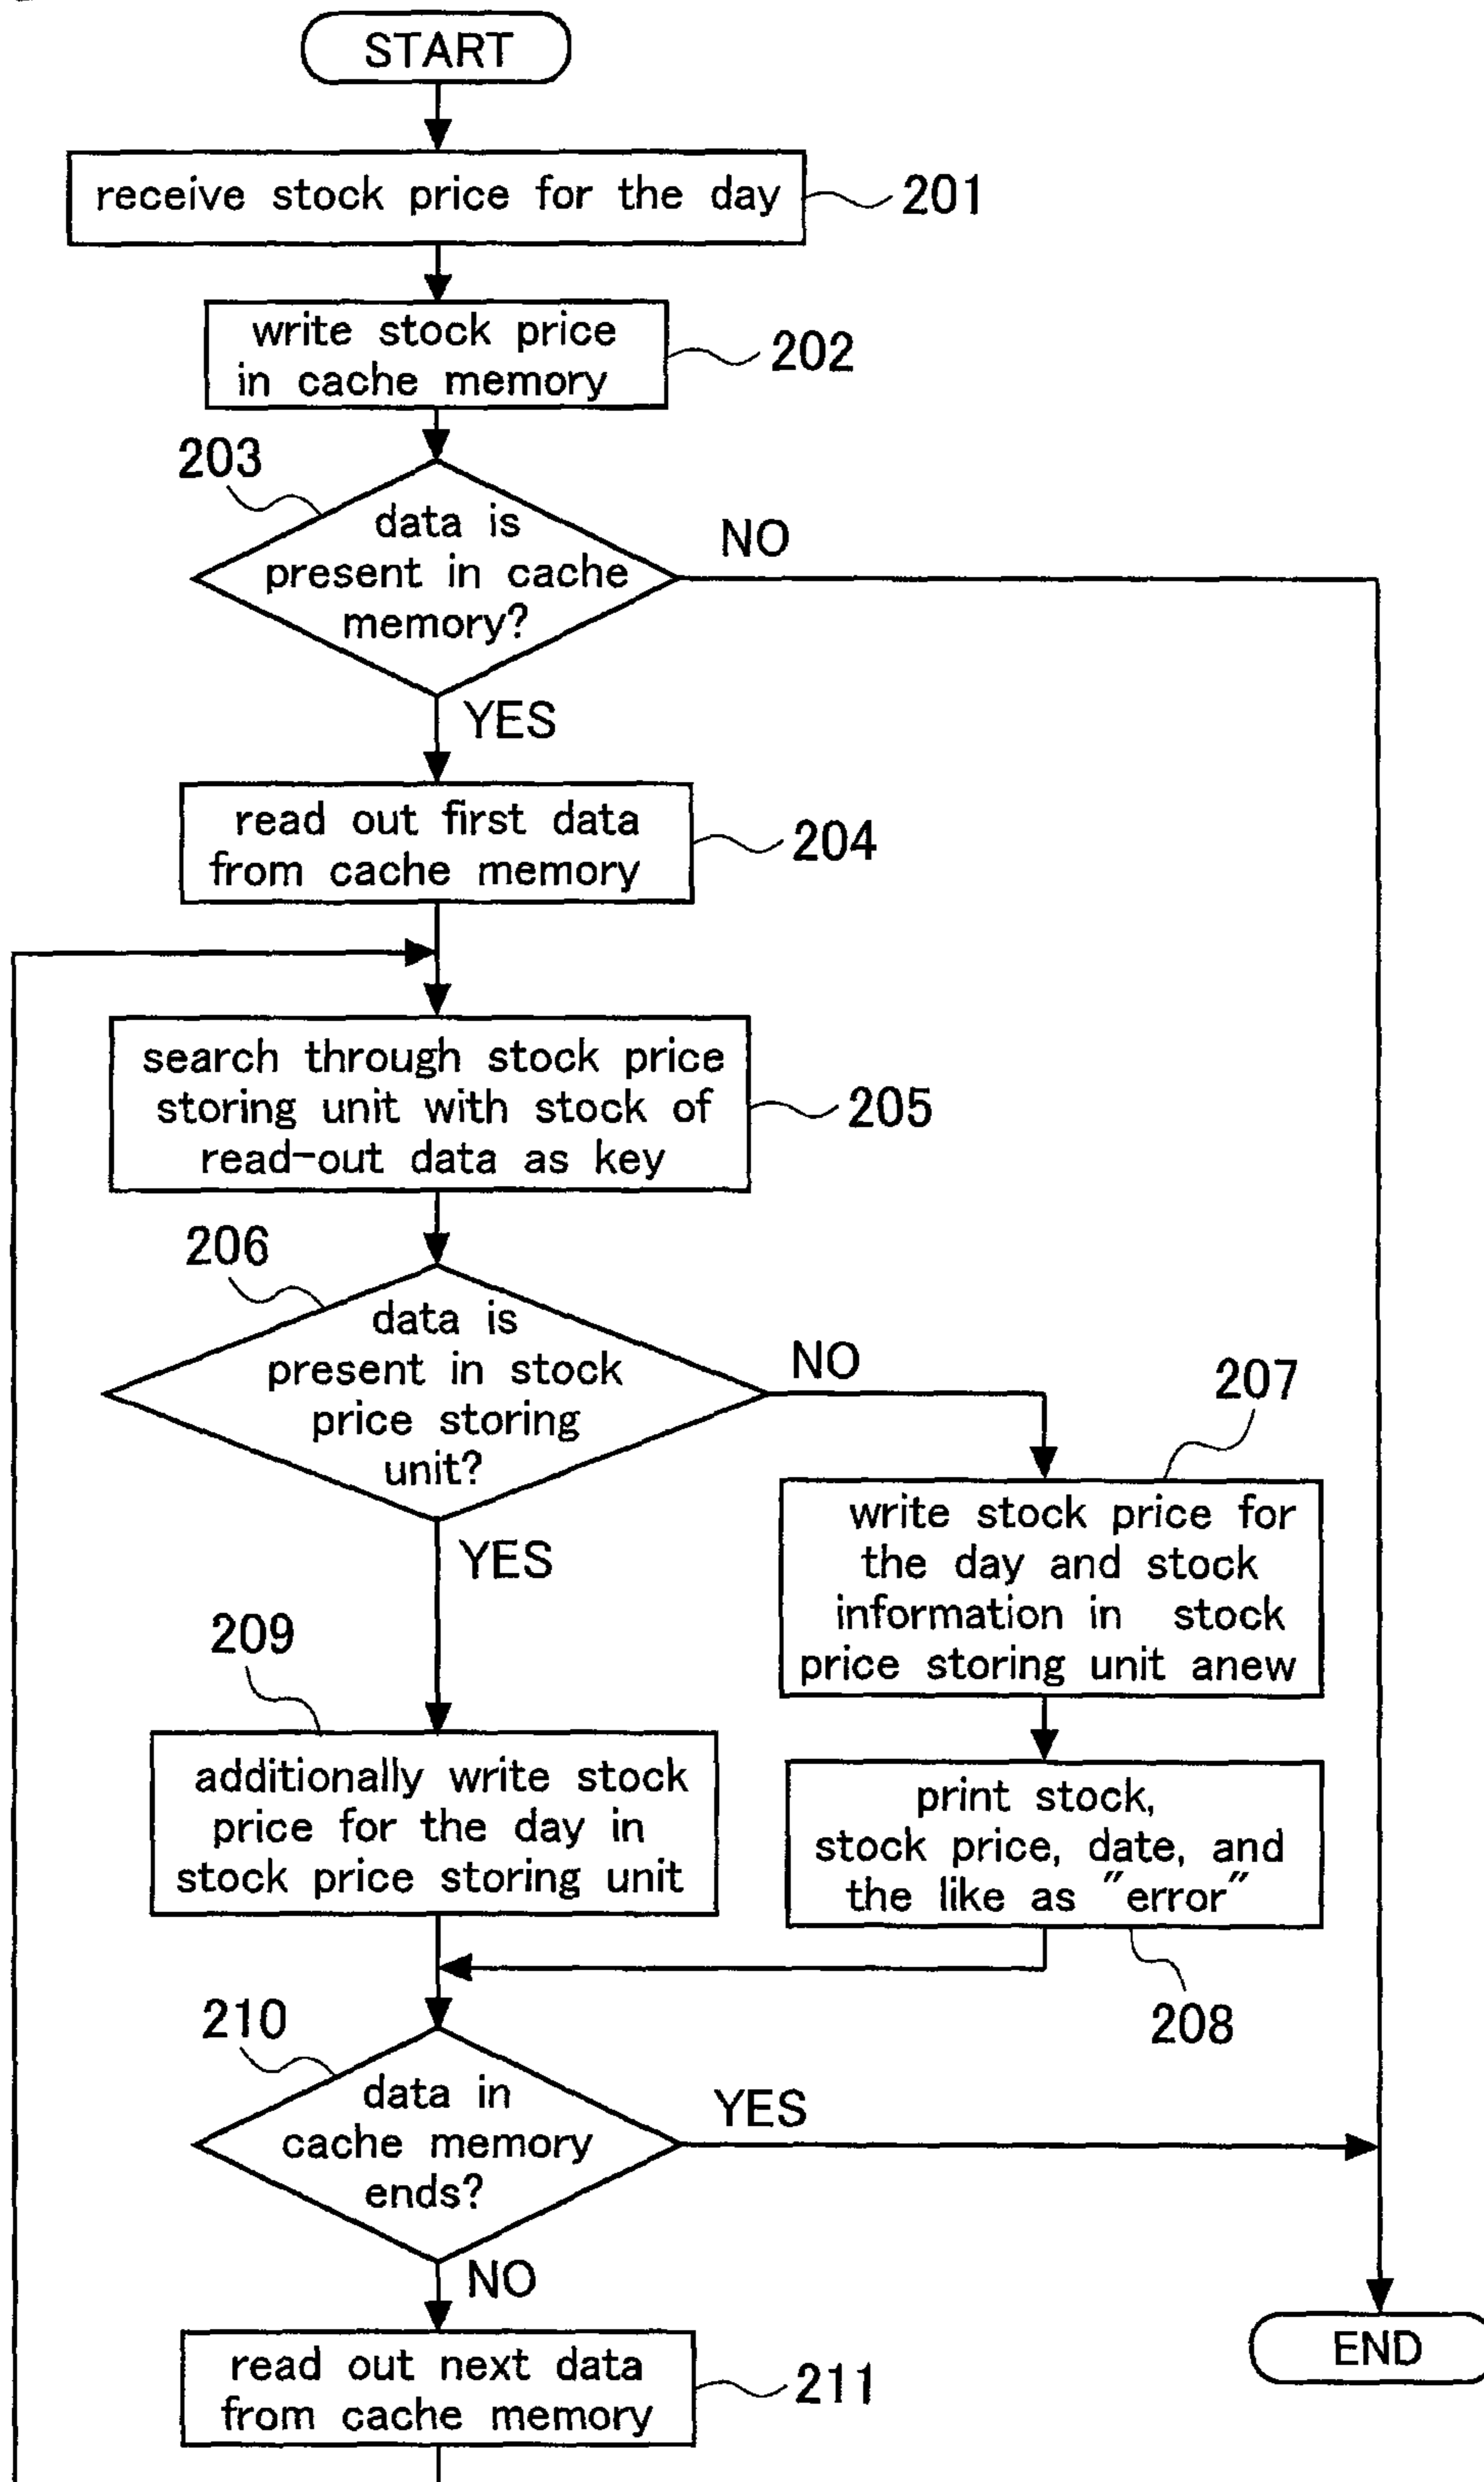 START
receive stock price for the day
201
write stock price
in cache memory
202
203
data is
present in cache
memory?
NO
YES
read out first data
from cache memory
204
search through stock price
storing unit with stock of
read-out data as key
205
206
data is
present in stock
price storing
unit?
NO
YES
207
write stock price for
the day and stock
information in stock
price storing unit anew
209
additionally write stock
price for the day in
stock price storing unit
print stock,
stock price, date, and
the like as "error"
208
210
data in
cache memory
ends?
YES
NO
read out next data
from cache memory
211
END